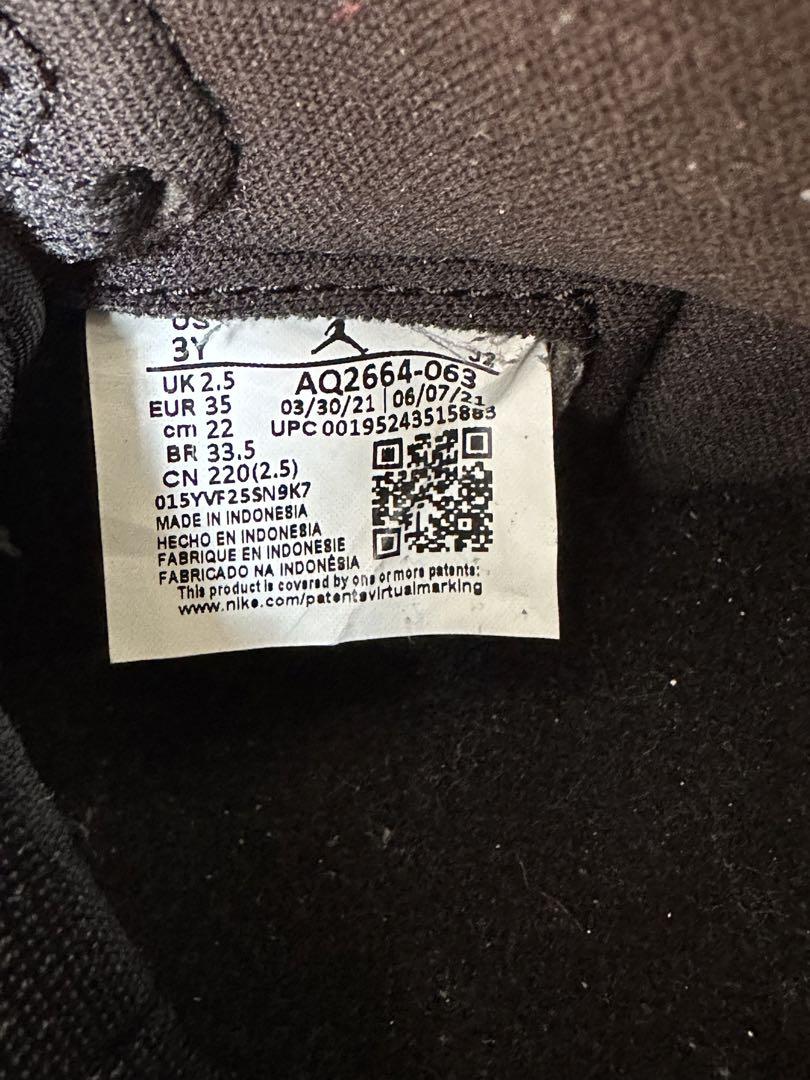 US
3Y
J2
UK 2.5
AQ2664-063
EUR 35
03/30/21 | 06/07/21
cm 22
UPC 00195243515883
BR 33.5
CN 220(2.5)
015YVF25SN9K7
MADE IN INDONESIA
HECHO EN INDONESIA
FABRIQUE EN INDONESIE
FABRICADO NA INDONÉSIA
This product is covered by one or more patents:
www.nike.com/patentsvirtualmarking